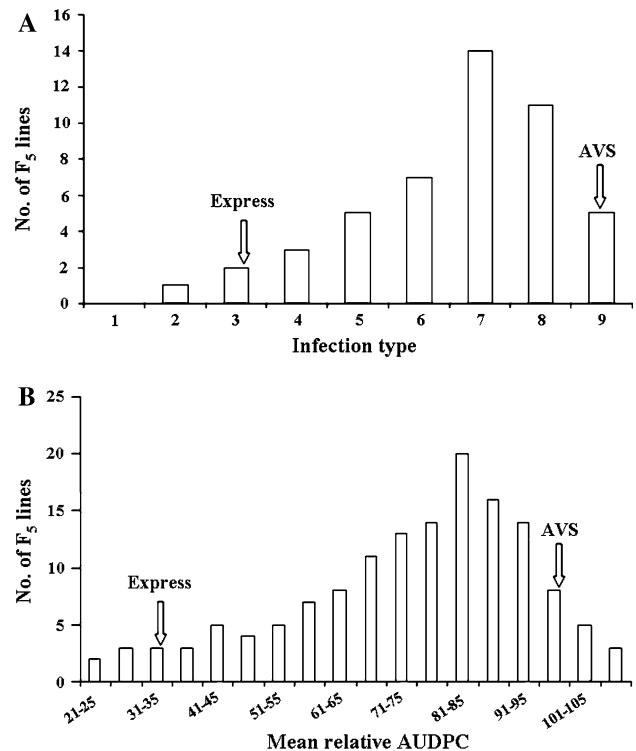 A
16
14
12
10
8
6
4
2
0
No. of F5 lines
Express
AVS
1 2 3 4 5 6 7 8 9
Infection type
B
25
20
15
10
5
0
No. of F5 lines
Express
AVS
21-25 31-35 41-45 51-55 61-65 71-75 81-85 91-95 101-105
Mean relative AUDPC